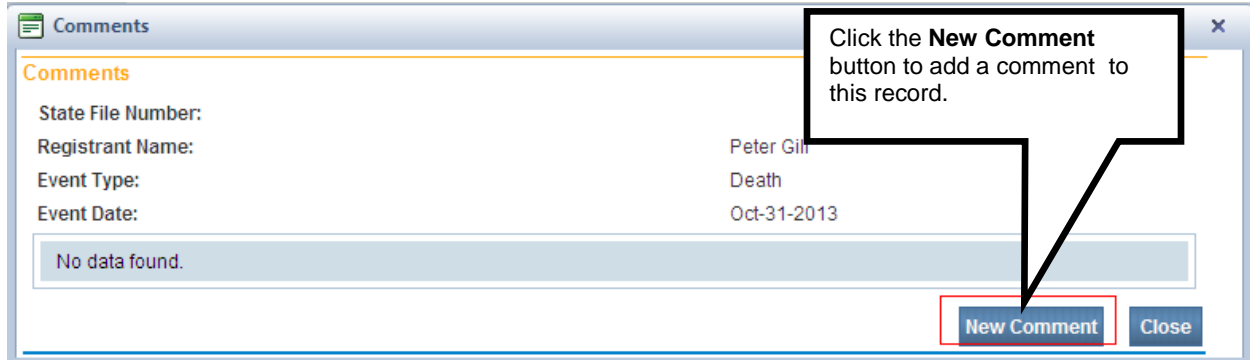 Comments
Click the New Comment
button to add a comment to
this record.
Comments
State File Number:
Registrant Name: Peter Gill
Event Type: Death
Event Date: Oct-31-2013
No data found.
New Comment Close